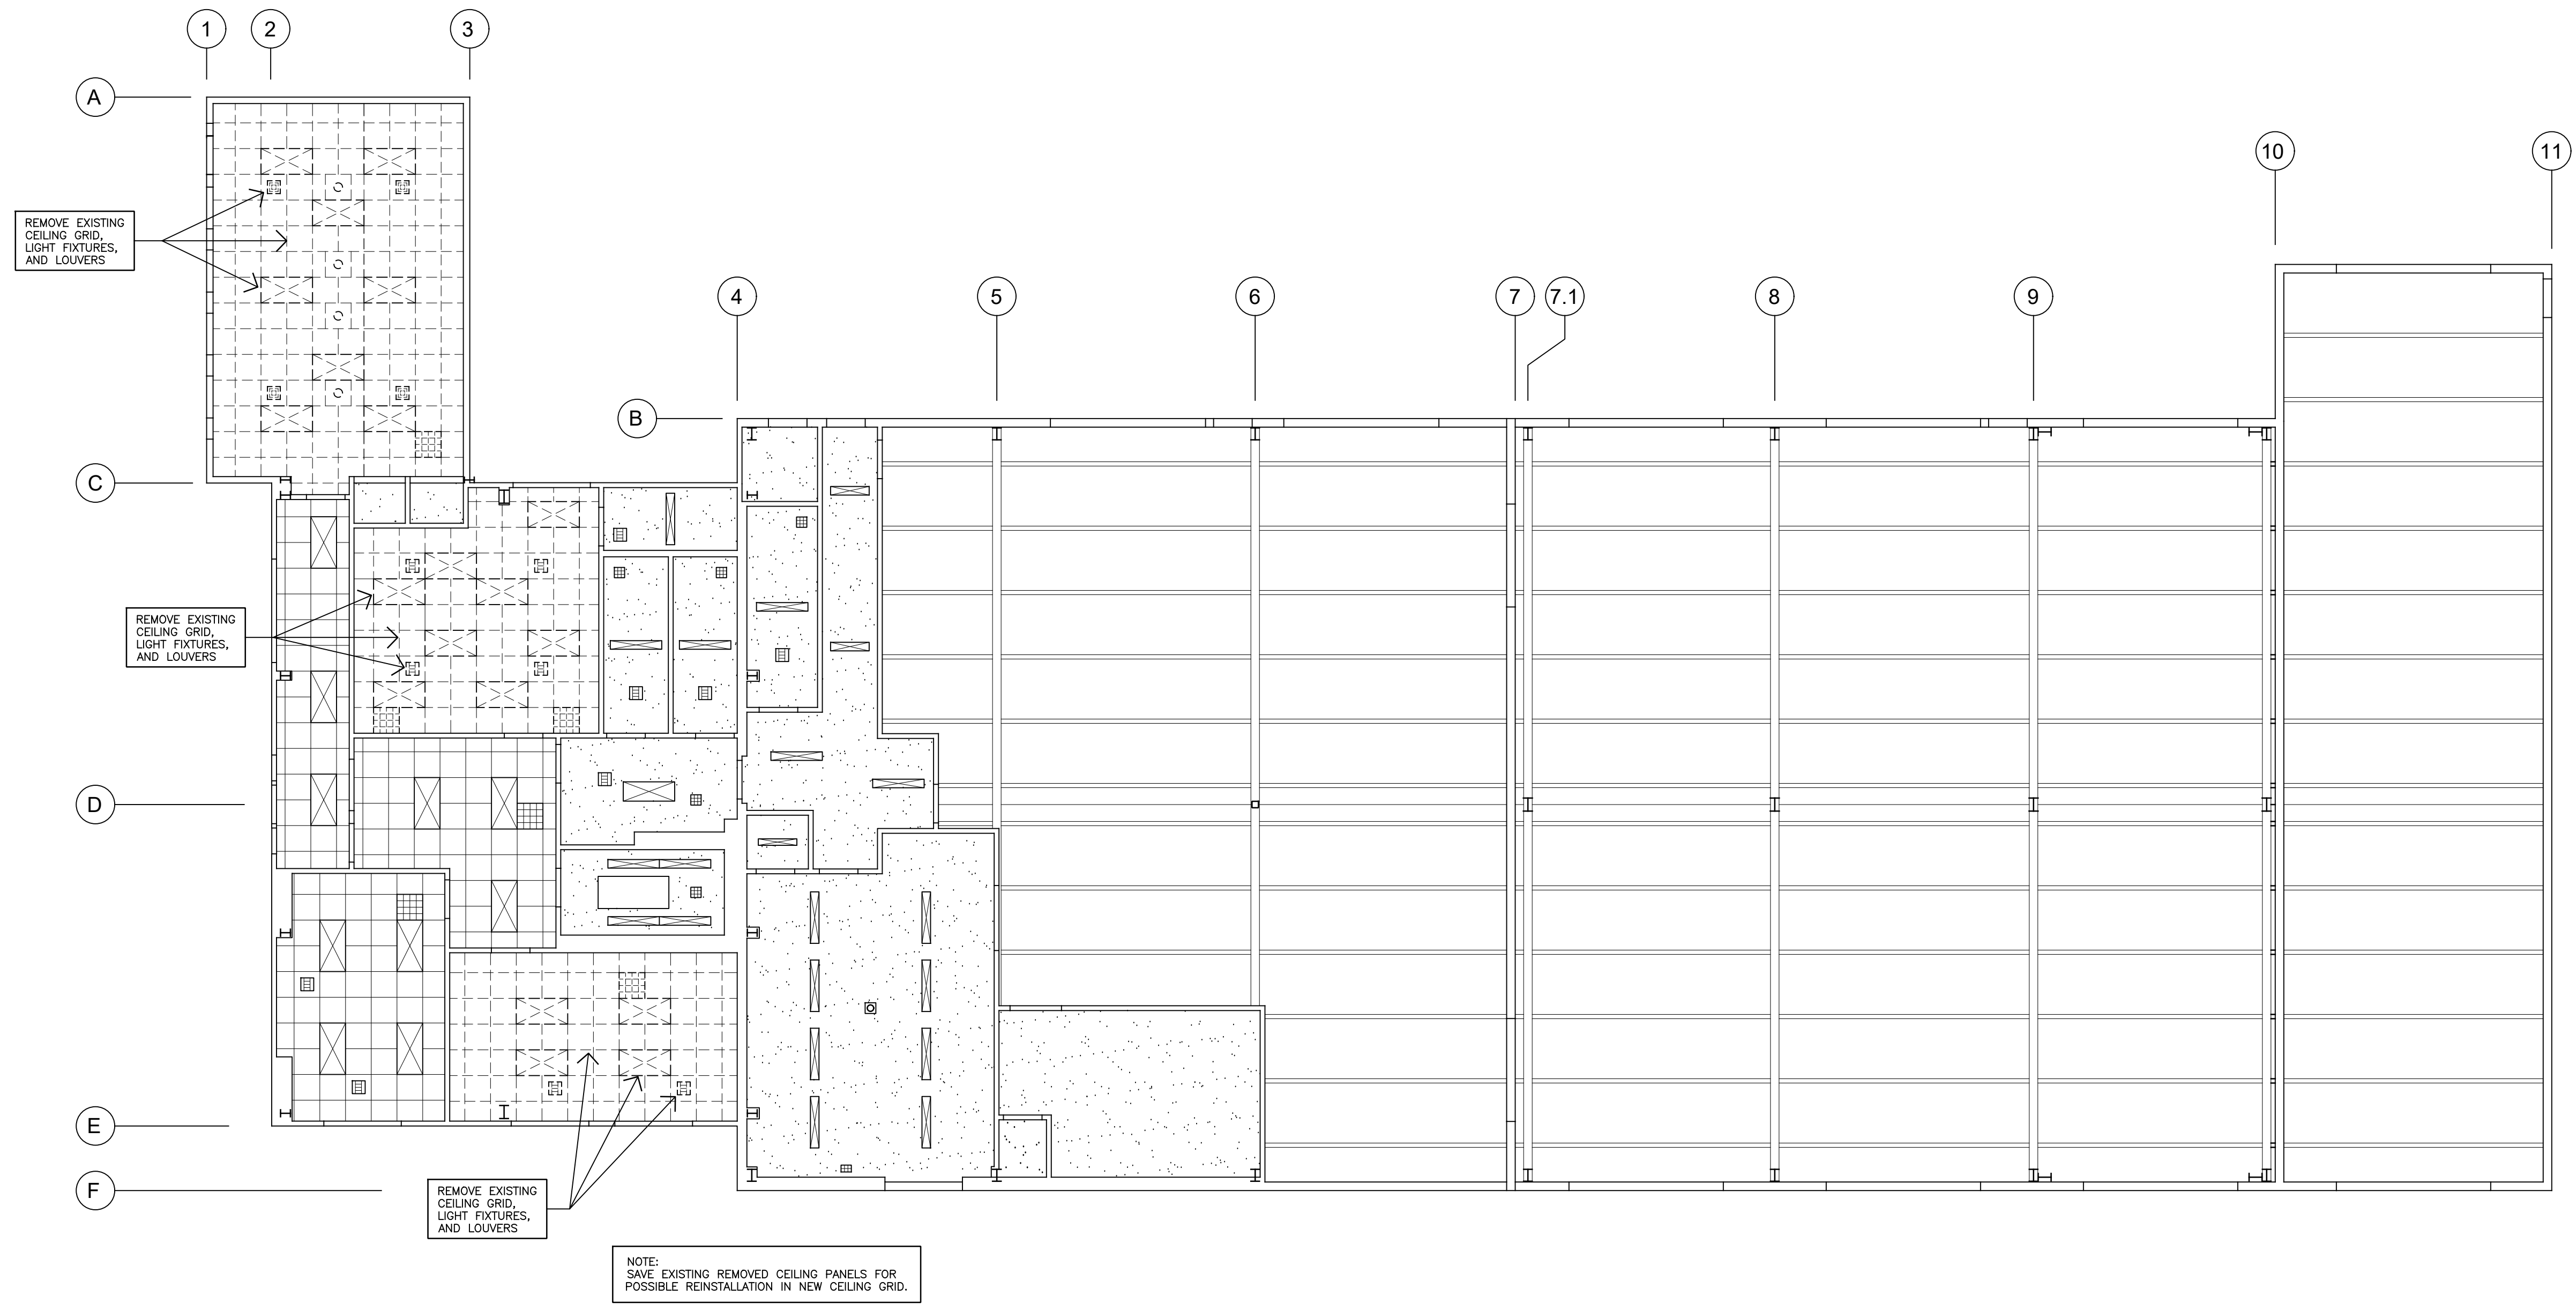 1
2
3
A
10
11
REMOVE EXISTING
CEILING GRID,
LIGHT FIXTURES,
AND LOUVERS
4
5
6
7
7.1
8
9
B
C
REMOVE EXISTING
CEILING GRID,
LIGHT FIXTURES,
AND LOUVERS
D
E
F
REMOVE EXISTING
CEILING GRID,
LIGHT FIXTURES,
AND LOUVERS
NOTE:
SAVE EXISTING REMOVED CEILING PANELS FOR
POSSIBLE REINSTALLATION IN NEW CEILING GRID.